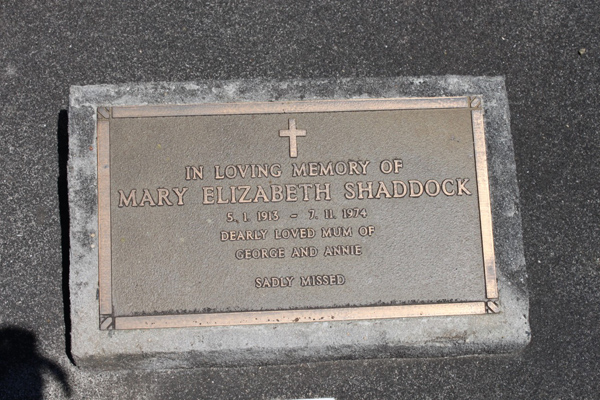 IN LOVING MEMORY OF
MARY ELIZABETH SHADDOCK
5. 1. 1913 – 7. 11. 1974
DEARLY LOVED MUM OF
GEORGE AND ANNIE
SADLY MISSED